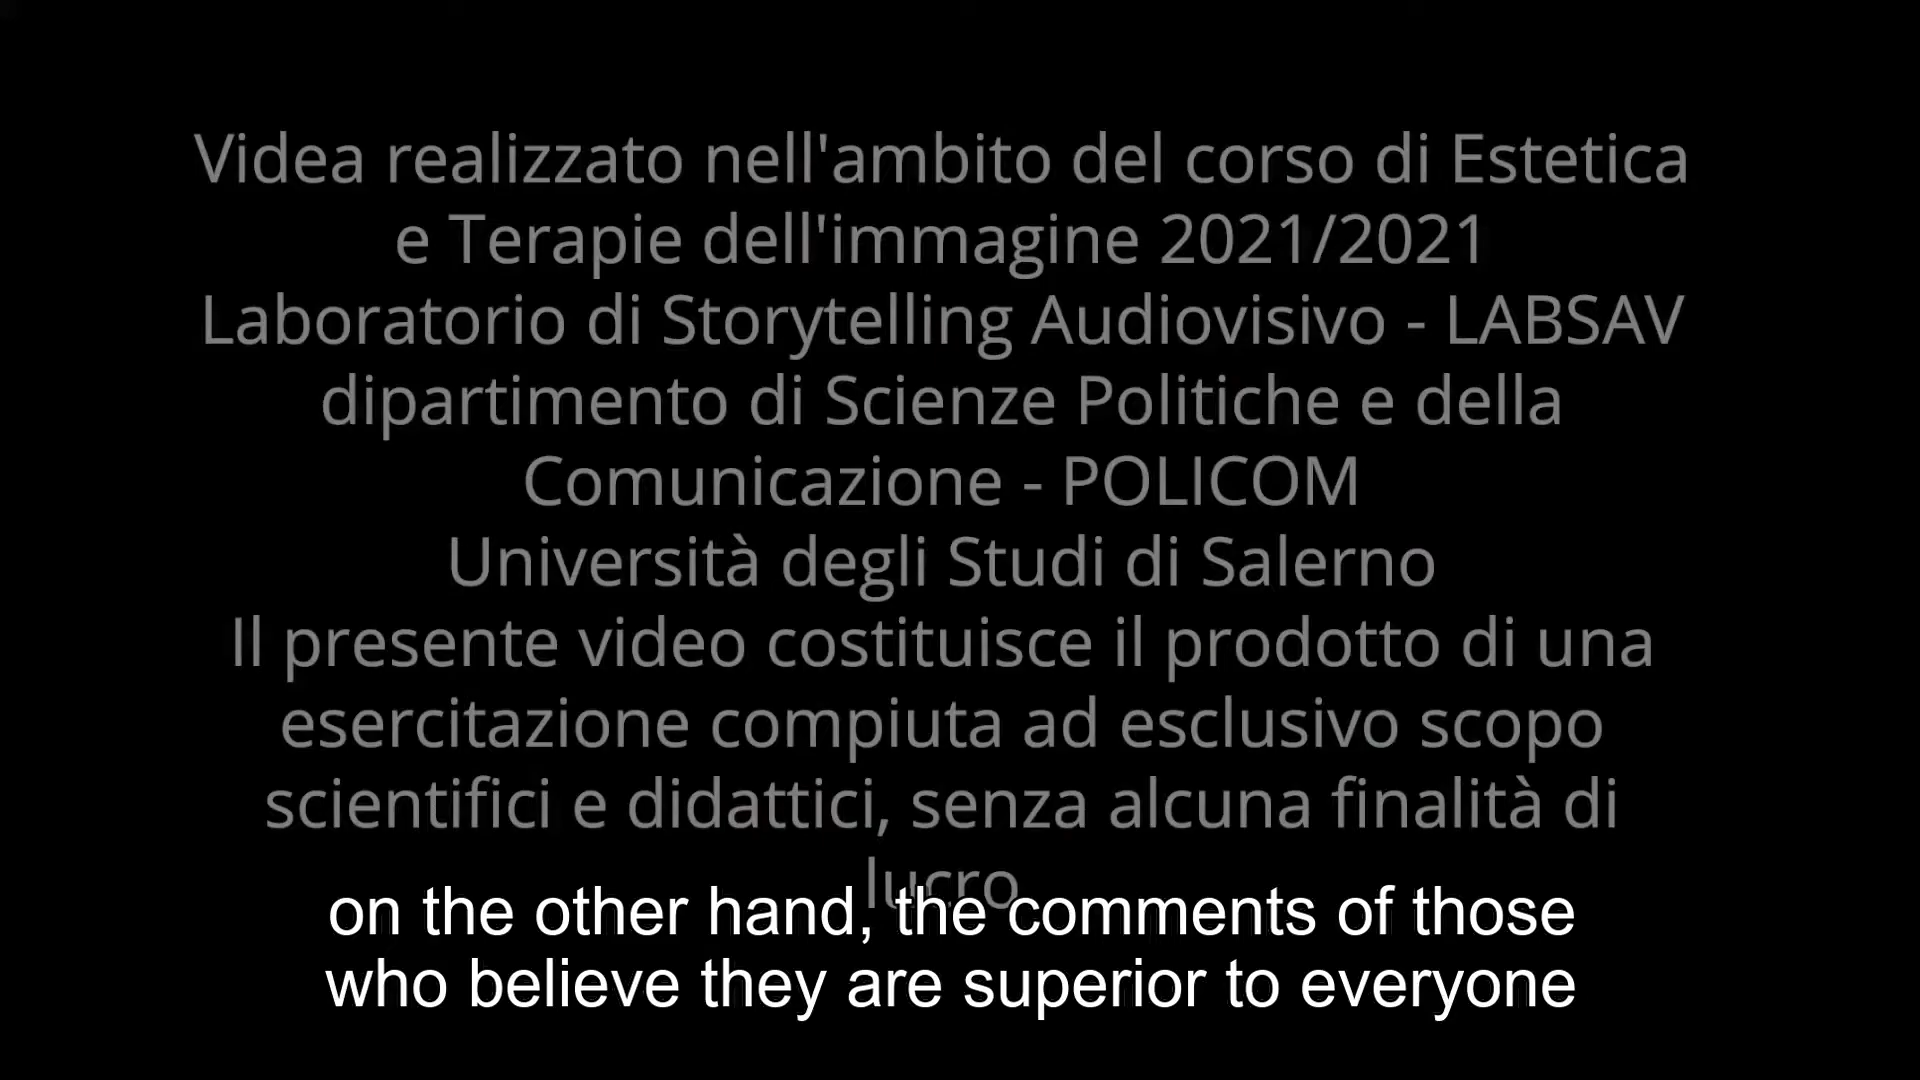 Videa realizzato nell'ambito del corso di Estetica
e Terapie dell'immagine 2021/2021
Laboratorio di Storytelling Audiovisivo - LABSAV
dipartimento di Scienze Politiche e della
Comunicazione - POLICOM
Università degli Studi di Salerno
Il presente video costituisce il prodotto di una
esercitazione compiuta ad esclusivo scopo
scientifici e didattici, senza alcuna finalità di
lucro
on the other hand, the comments of those
who believe they are superior to everyone